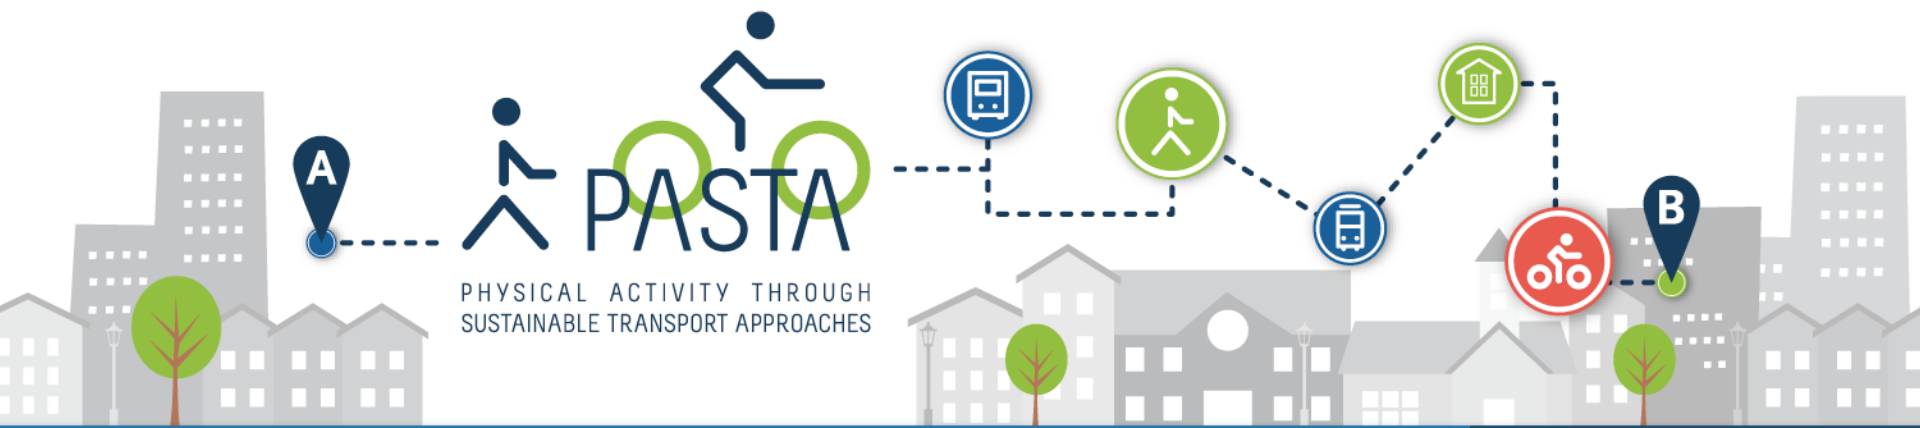 A
PASTA
PHYSICAL ACTIVITY THROUGH
SUSTAINABLE TRANSPORT APPROACHES
B